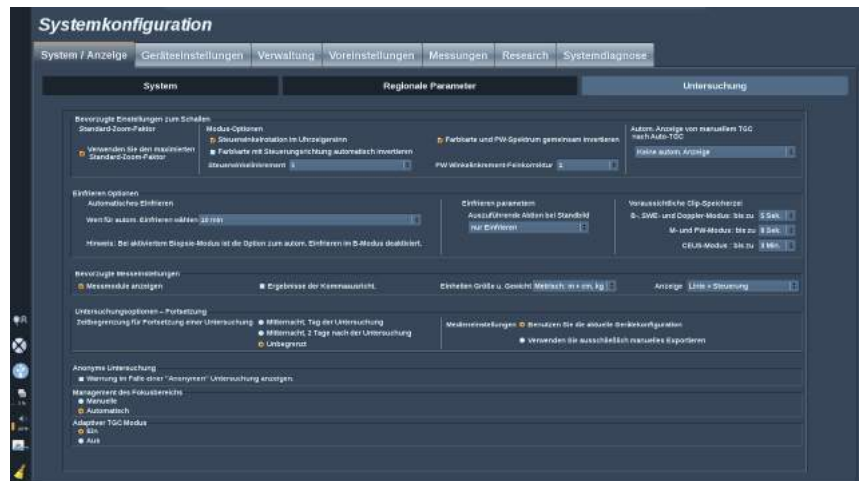 Systemkonfiguration
System / Anzeige Geräteeinstellungen Verwaltung Voreinstellungen Messungen Research Systemdiagnose
System Regionale Parameter Untersuchung
Bevorzugte Einstellungen zum Schallen
Standard-Zoom-Faktor Modus-Optionen Autom. Anzeige von manuellem TGC
nach Auto-TGC
Steuerwinkelrotation im Uhrzeigersinn Farbkarte und PW-Spektrum gemeinsam invertieren
Verwenden Sie den maximierten
Standard-Zoom-Faktor
Farbkarte mit Steuerungsrichtung automatisch invertieren Keine autom. Anzeige
Steuerwinkelinkrement PW Winkelinkrement-Feinkorrektur
Einfrieren Optionen
Automatisches Einfrieren Einfrieren parametern Voraussichtliche Clip-Speicherzei
Auszuführende Aktion bei Standbild B-, SWE- und Doppler-Modus: bis zu 5 Sek.
Wert für autom. Einfrieren wählen 10 min nur Einfrieren M- und PW-Modus: bis zu 8 Sek.
Hinweis: Bei aktiviertem Biopsie-Modus ist die Option zum autom. Einfrieren im B-Modus deaktiviert. CEUS-Modus : bis zu 3 Min.
Bevorzugte Messeinstellungen
Messmodule anzeigen Ergebnisse der Kommaausricht. Einheiten Größe u. Gewicht Metrisch: m + cm, kg Anzeige Linie + Steuerung
Untersuchungsoptionen – Fortsetzung
Zeitbegrenzung für Fortsetzung einer Untersuchung Mitternacht, Tag der Untersuchung
Mitternacht, 2 Tage nach der Untersuchung
Unbegrenzt
Medieneinstellungen Benutzen Sie die aktuelle Gerätekonfiguration
Verwenden Sie ausschließlich manuelles Exportieren
Anonyme Untersuchung
Warnung im Falle einer "Anonymen" Untersuchung anzeigen.
Management des Fokusbereichs
Manuelle
Automatisch
Adaptiver TGC Modus
Ein
Aus